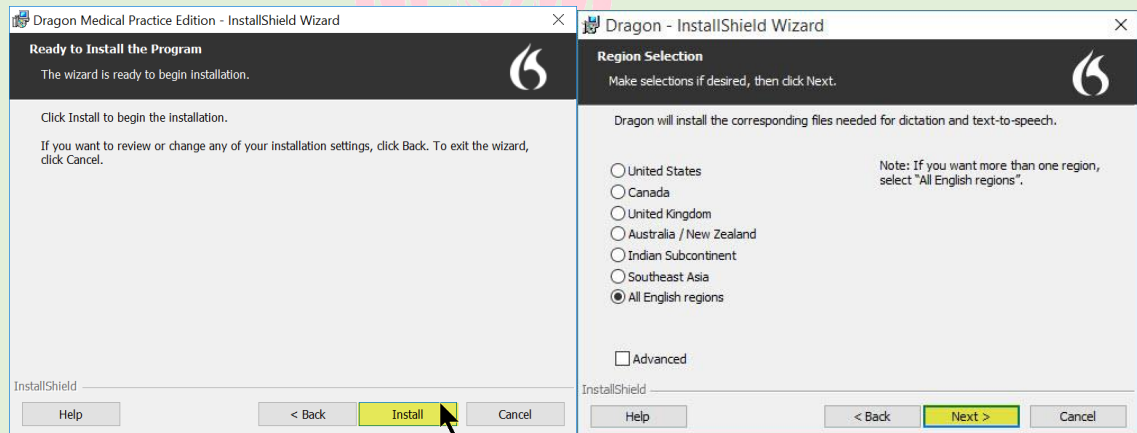 Dragon Medical Practice Edition - InstallShield Wizard
Ready to Install the Program
The wizard is ready to begin installation.
Click Install to begin the installation.
If you want to review or change any of your installation settings, click Back. To exit the wizard,
click Cancel.
InstallShield
Help
< Back
Install
Cancel
Dragon - InstallShield Wizard
Region Selection
Make selections if desired, then click Next.
Dragon will install the corresponding files needed for dictation and text-to-speech.
United States
Canada
United Kingdom
Australia / New Zealand
Indian Subcontinent
Southeast Asia
All English regions
Note: If you want more than one region,
select "All English regions".
Advanced
InstallShield
Help
< Back
Next >
Cancel